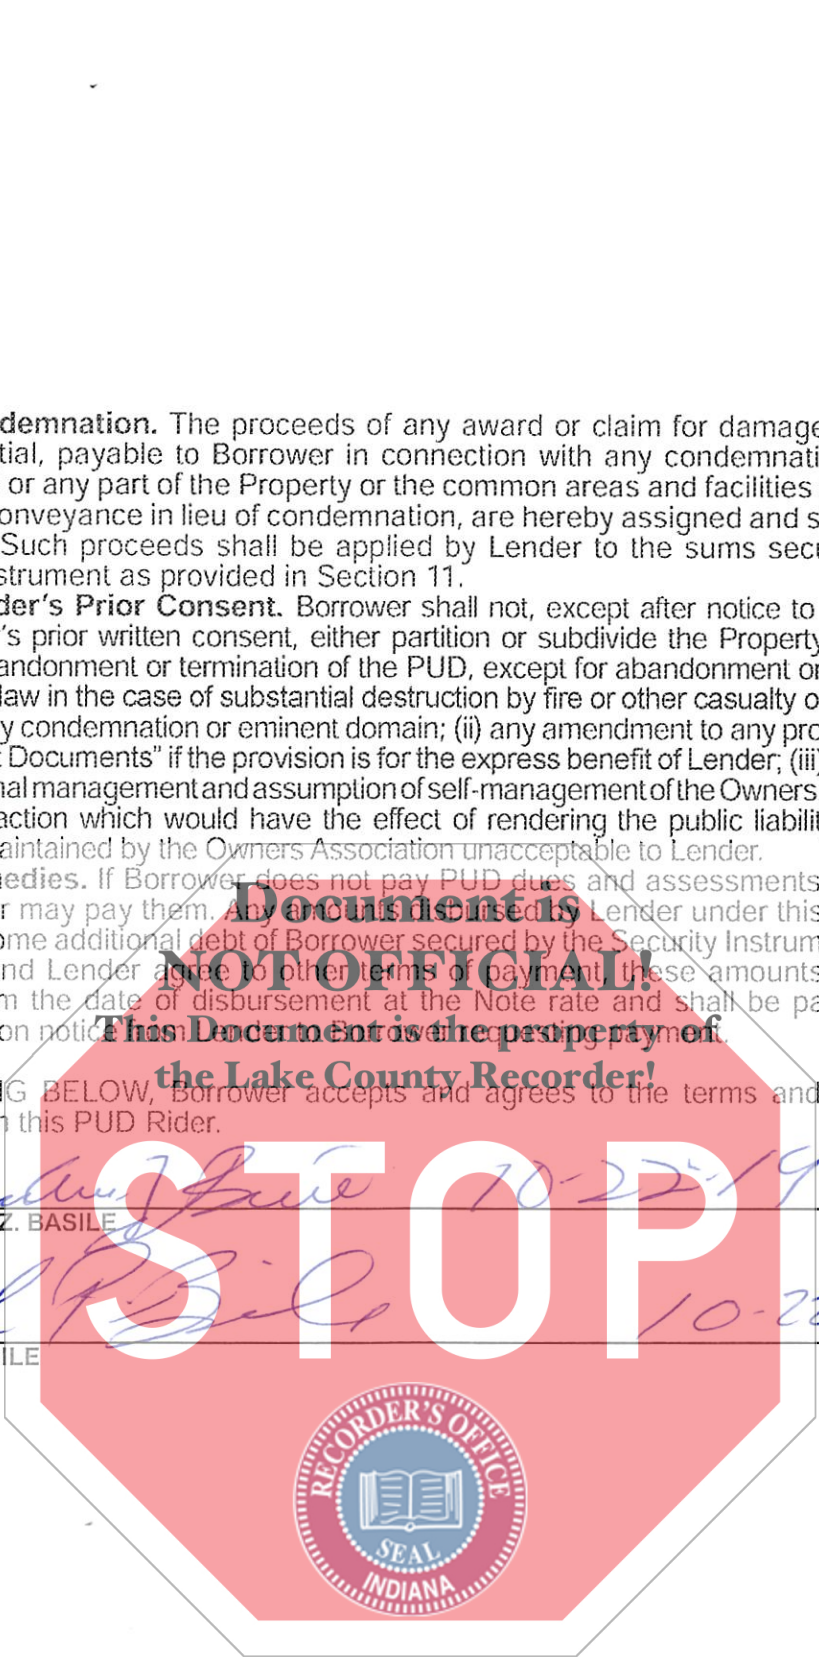 demnation. The proceeds of any award or claim for damage
tial, payable to Borrower in connection with any condemnati
or any part of the Property or the common areas and facilities
onveyance in lieu of condemnation, are hereby assigned and s
Such proceeds shall be applied by Lender to the sums secu
strument as provided in Section 11.
der's Prior Consent. Borrower shall not, except after notice to
's prior written consent, either partition or subdivide the Property
andonment or termination of the PUD, except for abandonment or
law in the case of substantial destruction by fire or other casualty o
y condemnation or eminent domain; (ii) any amendment to any pro
t Documents" if the provision is for the express benefit of Lender; (iii)
nal management and assumption of self-management of the Owners
action which would have the effect of rendering the public liabilit
aintained by the Owners Association unacceptable to Lender.
edies. If Borrower does not pay PUD dues and assessments
r may pay them. Any amounts disbursed by Lender under this
ome additional debt of Borrower secured by the Security Instrum
nd Lender agree to other terms of payment, these amounts
m the date of disbursement at the Note rate and shall be pa
on notice from Lender to Borrower requesting payment.
Document is
NOT OFFICIAL!
This Document is the property of
the Lake County Recorder!
G BELOW, Borrower accepts and agrees to the terms and
n this PUD Rider.
10-22-19
Z. BASILE
10-22
ILE
STOP
RECORDER'S OFFICE
SEAL
INDIANA